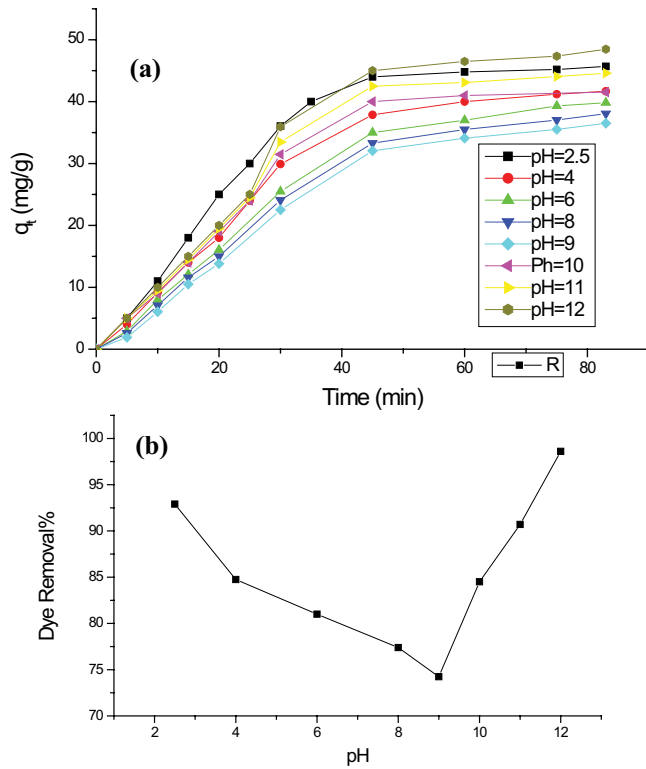 (a)
50
40
30
20
10
0
q_t (mg/g)
pH=2.5
pH=4
pH=6
pH=8
pH=9
Ph=10
pH=11
pH=12
0 20 40 60 80
Time (min)
R
(b)
100
95
90
85
80
75
70
Dye Removal%
2 4 6 8 10 12
pH